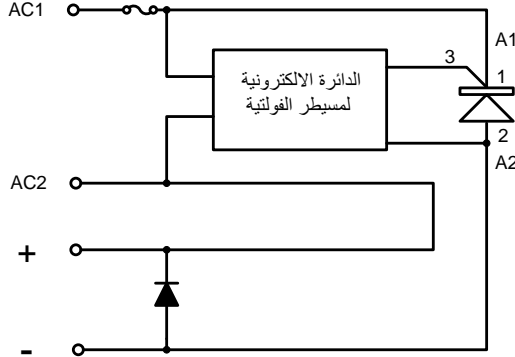 AC1
A1
3
1
الدائرة الالكترونية
لمسيطر الفولتية
2
A2
AC2
+
-